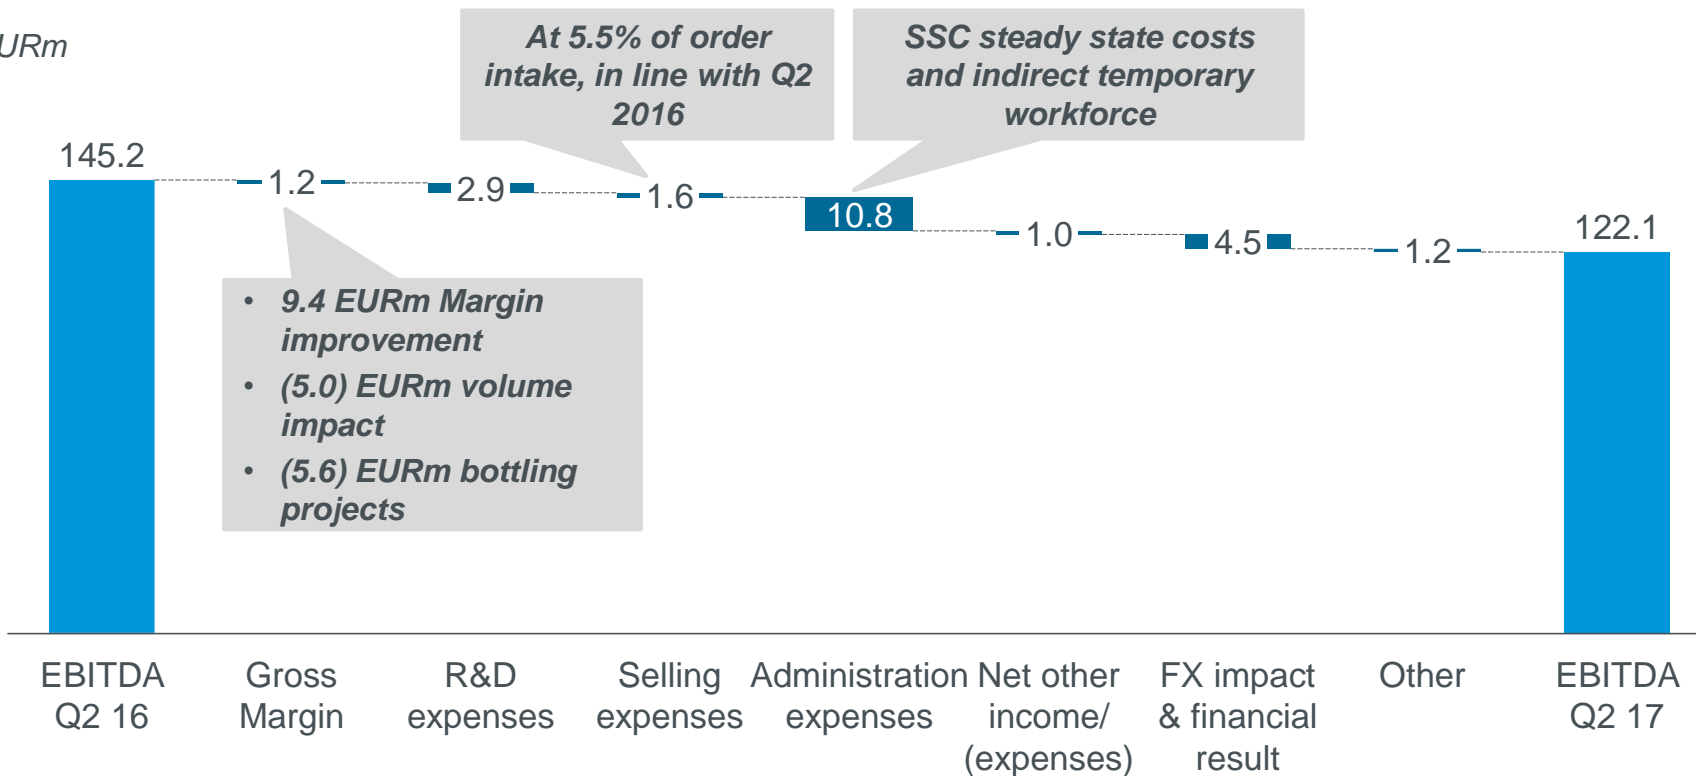 At 5.5% of order
intake, in line with Q2
2016
SSC steady state costs
and indirect temporary
workforce
145.2
1.2
2.9
1.6
10.8
1.0
4.5
1.2
122.1
• 9.4 EURm Margin
improvement
• (5.0) EURm volume
impact
• (5.6) EURm bottling
projects
EBITDA
Q2 16
Gross
Margin
R&D
expenses
Selling
expenses
Administration
expenses
Net other
income/
(expenses)
FX impact
& financial
result
Other
EBITDA
Q2 17